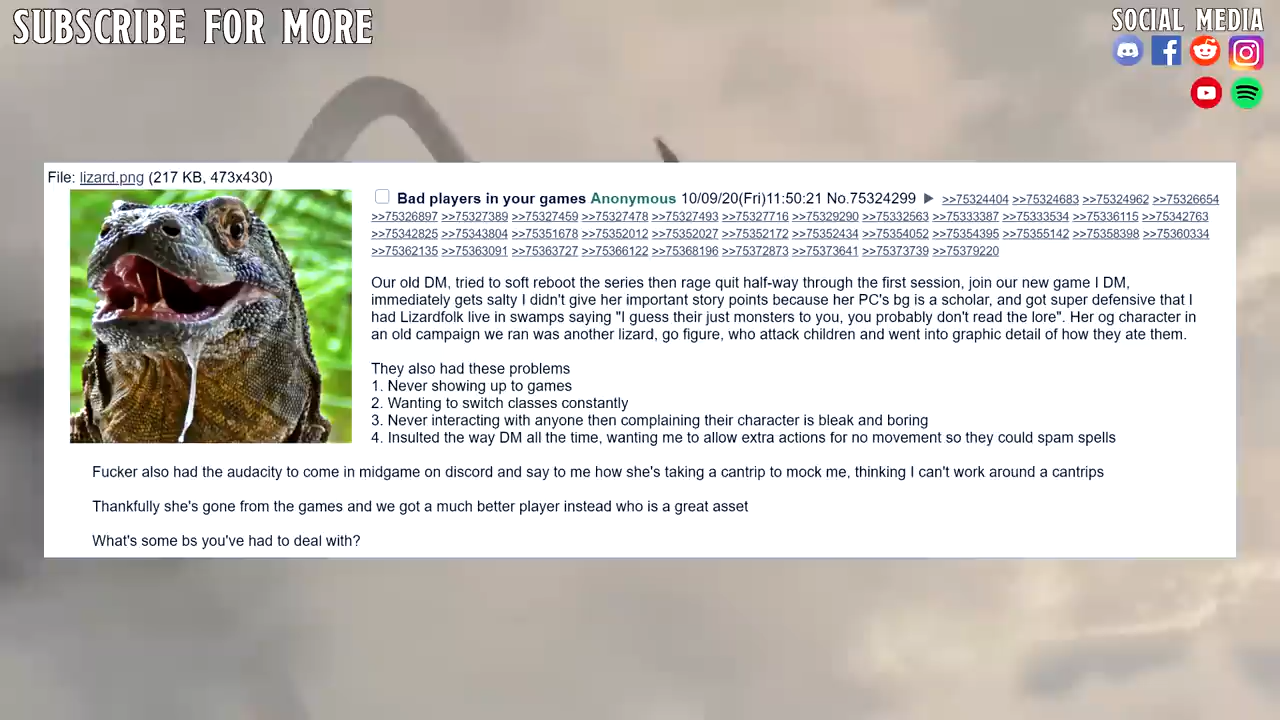 SUBSCRIBE FOR MORE
SOCIAL MEDIA
File: lizard.png (217 KB, 473x430)
Bad players in your games Anonymous 10/09/20(Fri)11:50:21 No.75324299 ▶ >>75324404 >>75324683 >>75324962 >>75326654
>>75326897 >>75327389 >>75327459 >>75327478 >>75327493 >>75327716 >>75329290 >>75332563 >>75333387 >>75333534 >>75336115 >>75342763
>>75342825 >>75343804 >>75351678 >>75352012 >>75352027 >>75352172 >>75352434 >>75354052 >>75354395 >>75355142 >>75358398 >>75360334
>>75362135 >>75363091 >>75363727 >>75366122 >>75368196 >>75372873 >>75373641 >>75373739 >>75379220
Our old DM, tried to soft reboot the series then rage quit half-way through the first session, join our new game I DM,
immediately gets salty I didn't give her important story points because her PC's bg is a scholar, and got super defensive that I
had Lizardfolk live in swamps saying "I guess their just monsters to you, you probably don't read the lore". Her og character in
an old campaign we ran was another lizard, go figure, who attack children and went into graphic detail of how they ate them.
They also had these problems
1. Never showing up to games
2. Wanting to switch classes constantly
3. Never interacting with anyone then complaining their character is bleak and boring
4. Insulted the way DM all the time, wanting me to allow extra actions for no movement so they could spam spells
Fucker also had the audacity to come in midgame on discord and say to me how she's taking a cantrip to mock me, thinking I can't work around a cantrips
Thankfully she's gone from the games and we got a much better player instead who is a great asset
What's some bs you've had to deal with?